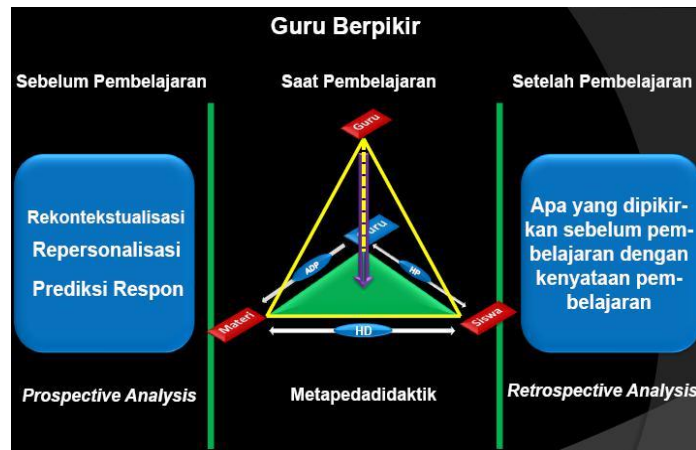 Guru Berpikir
Sebelum Pembelajaran
Saat Pembelajaran
Setelah Pembelajaran
Rekontekstualisasi
Repersonalisasi
Prediksi Respon
Guru
Guru
ADP
HP
Materi
HD
Siswa
Apa yang dipikir-
kan sebelum pem-
belajaran dengan
kenyataan pem-
belajaran
Prospective Analysis
Metapedadidaktik
Retrospective Analysis